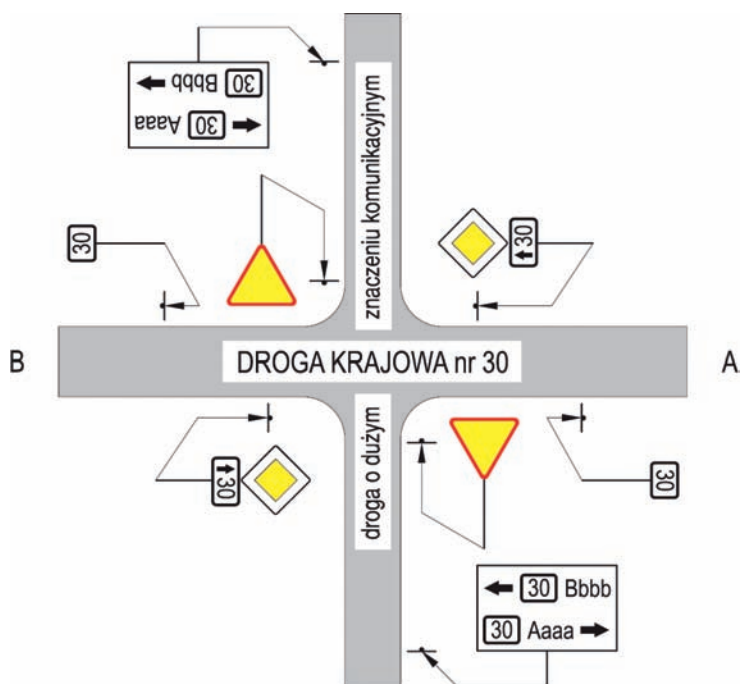 30 Bbbb
Aaaa 30
znaczeniu komunikacyjnym
30
30
B
DROGA KRAJOWA nr 30
A
30
droga o dużym
30
30 Bbbb
30 Aaaa